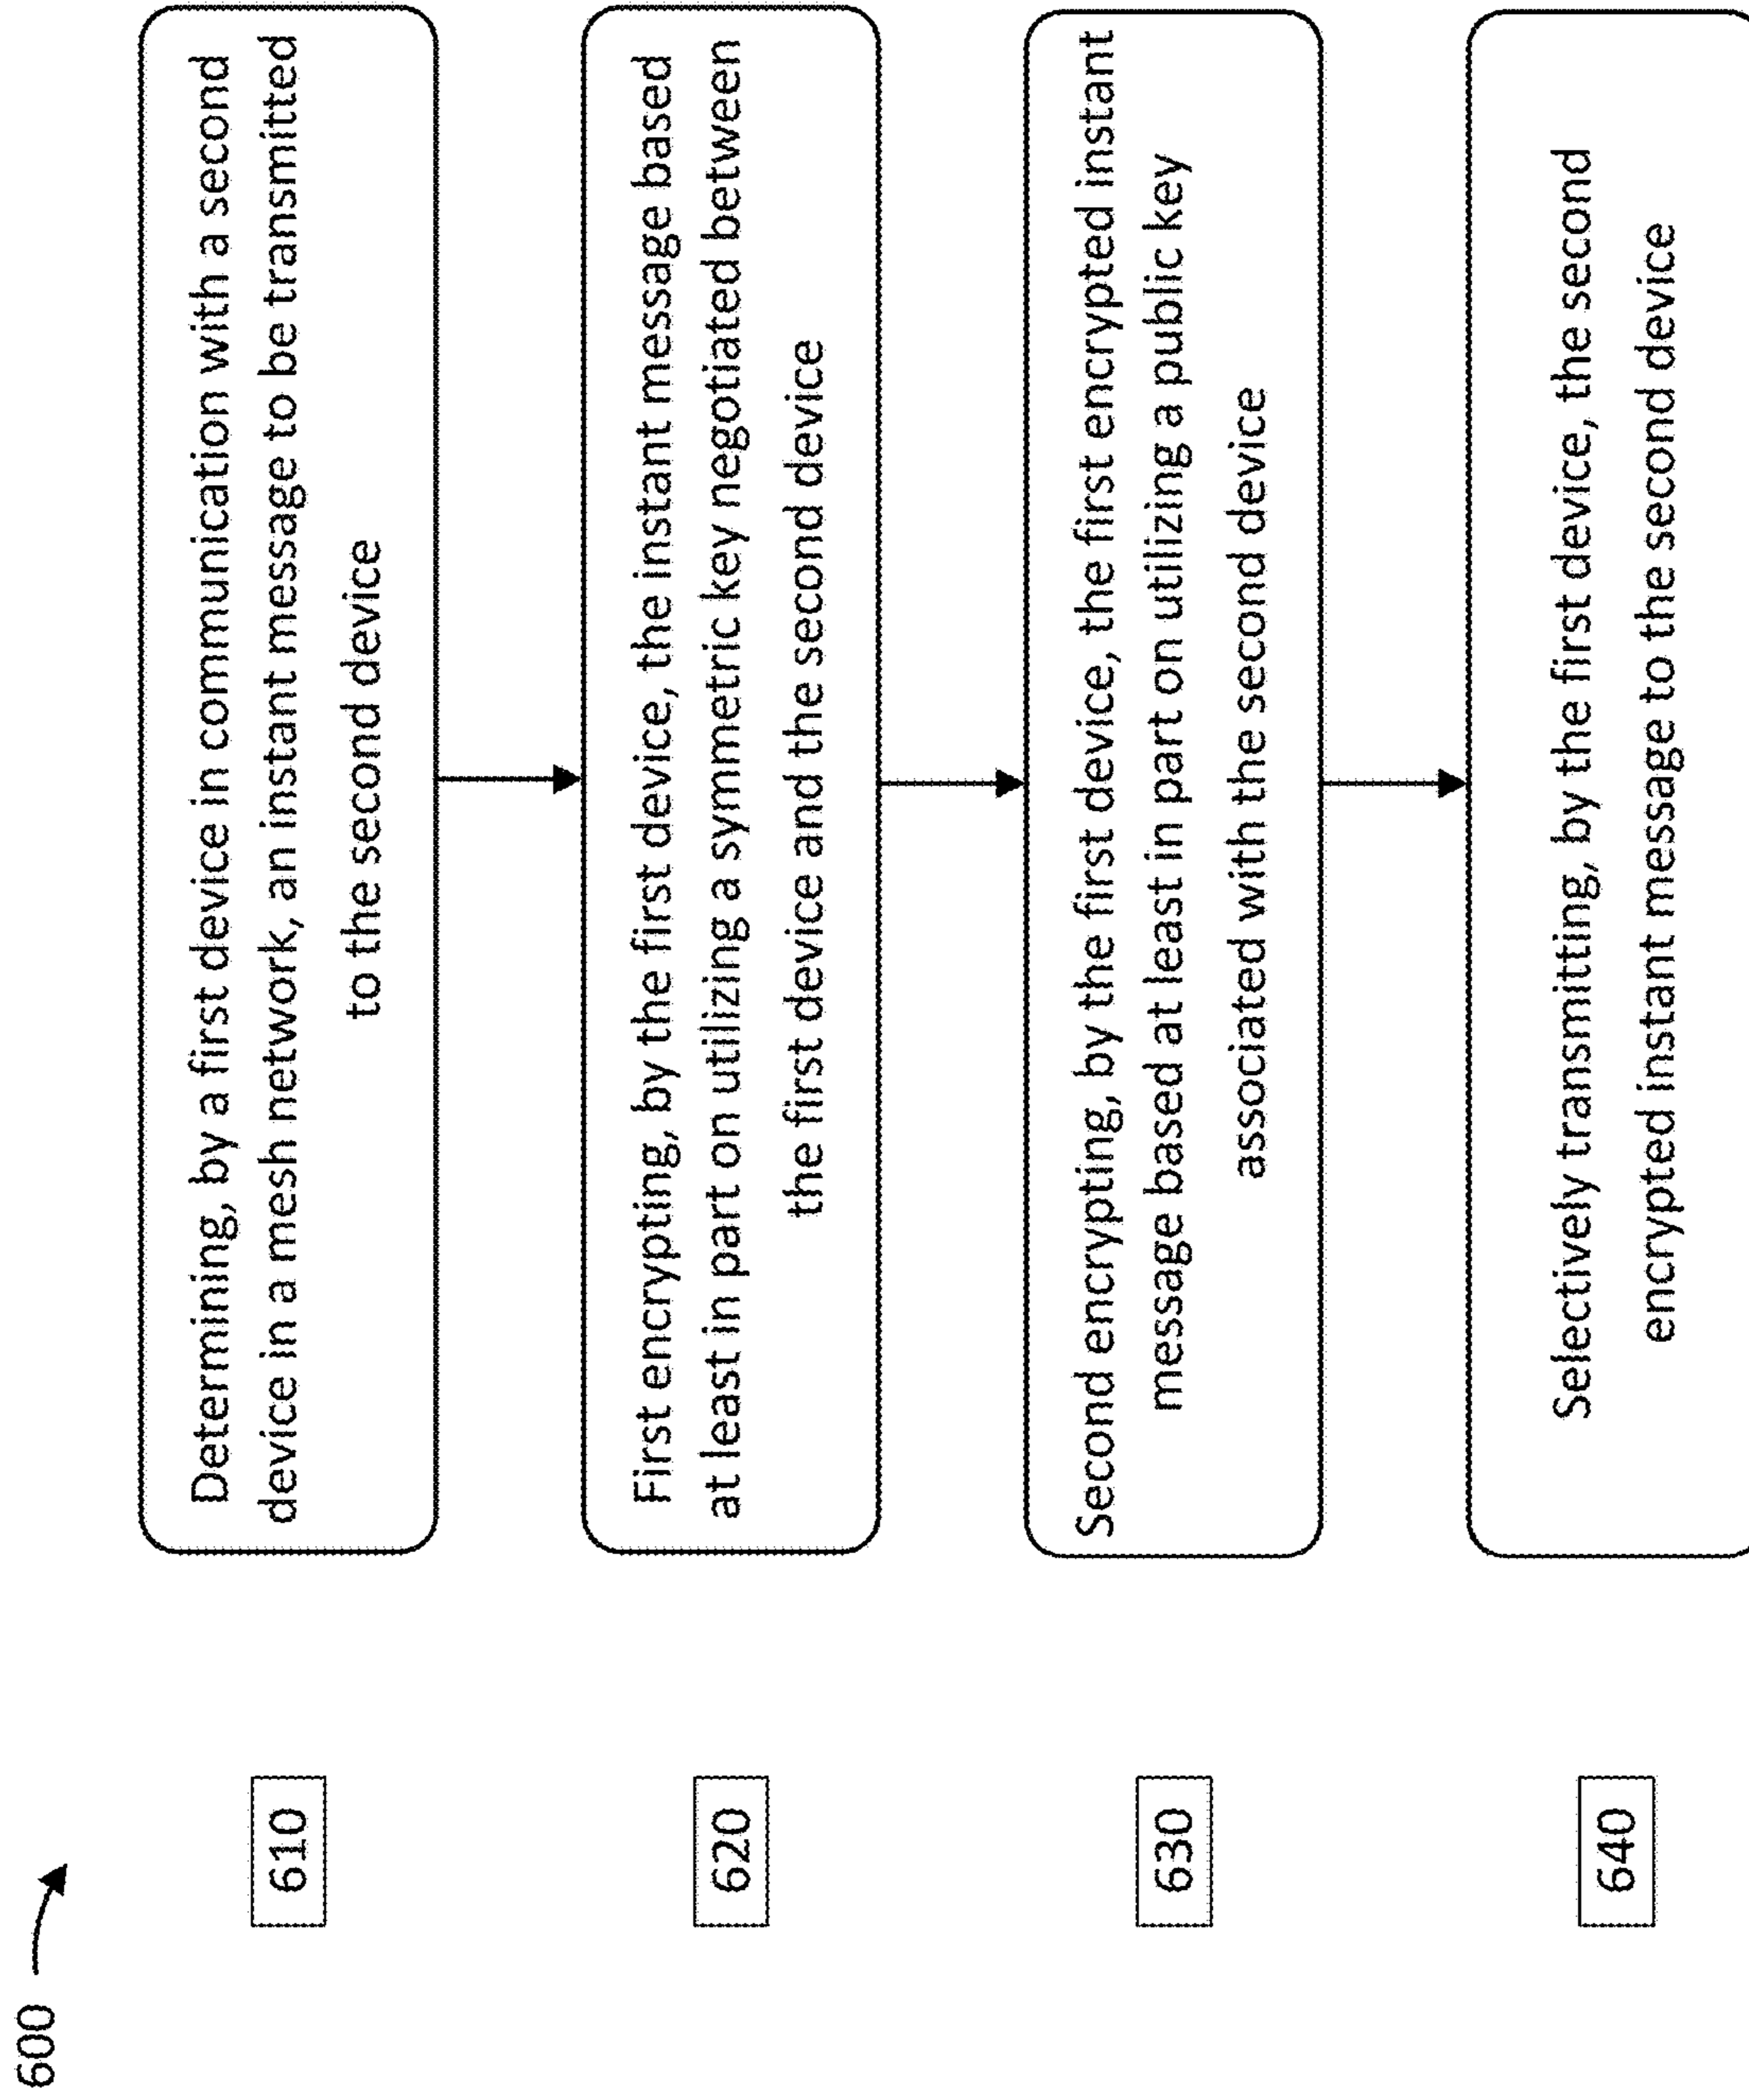 600
610
Determining, by a first device in communication with a second
device in a mesh network, an instant message to be transmitted
to the second device
620
First encrypting, by the first device, the instant message based
at least in part on utilizing a symmetric key negotiated between
the first device and the second device
630
Second encrypting, by the first device, the first encrypted instant
message based at least in part on utilizing a public key
associated with the second device
640
Selectively transmitting, by the first device, the second
encrypted instant message to the second device